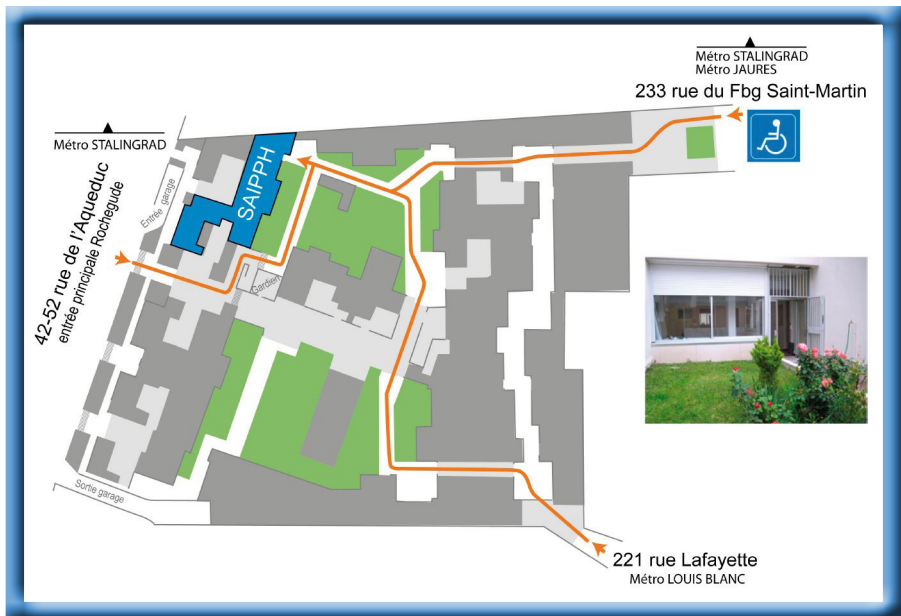 Métro STALINGRAD
Métro JAURES
233 rue du Fbg Saint-Martin
Métro STALINGRAD
SAIPPH
Entrée garage
42-52 rue de l'Aqueduc
entrée principale Rochegude
Gardien
Sortie garage
221 rue Lafayette
Métro LOUIS BLANC